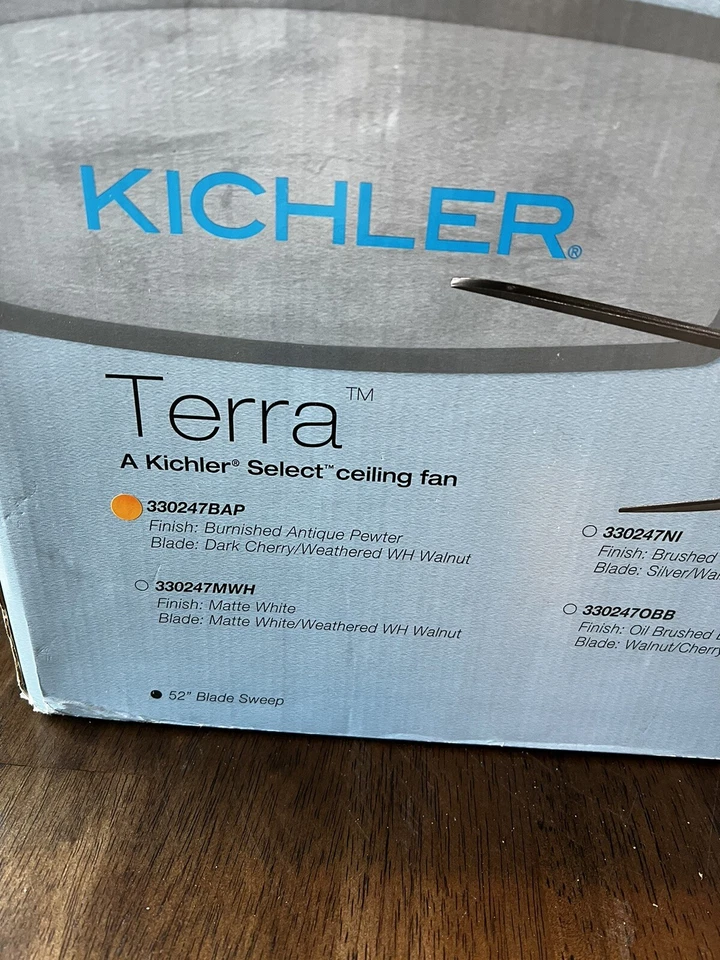 KICHLER®
Terra™
A Kichler® Select™ ceiling fan
330247BAP
Finish: Burnished Antique Pewter
Blade: Dark Cherry/Weathered WH Walnut
330247MWH
Finish: Matte White
Blade: Matte White/Weathered WH Walnut
52" Blade Sweep
330247NI
Finish: Brushed
Blade: Silver/Wa
330247OBB
Finish: Oil Brushed
Blade: Walnut/Cherry